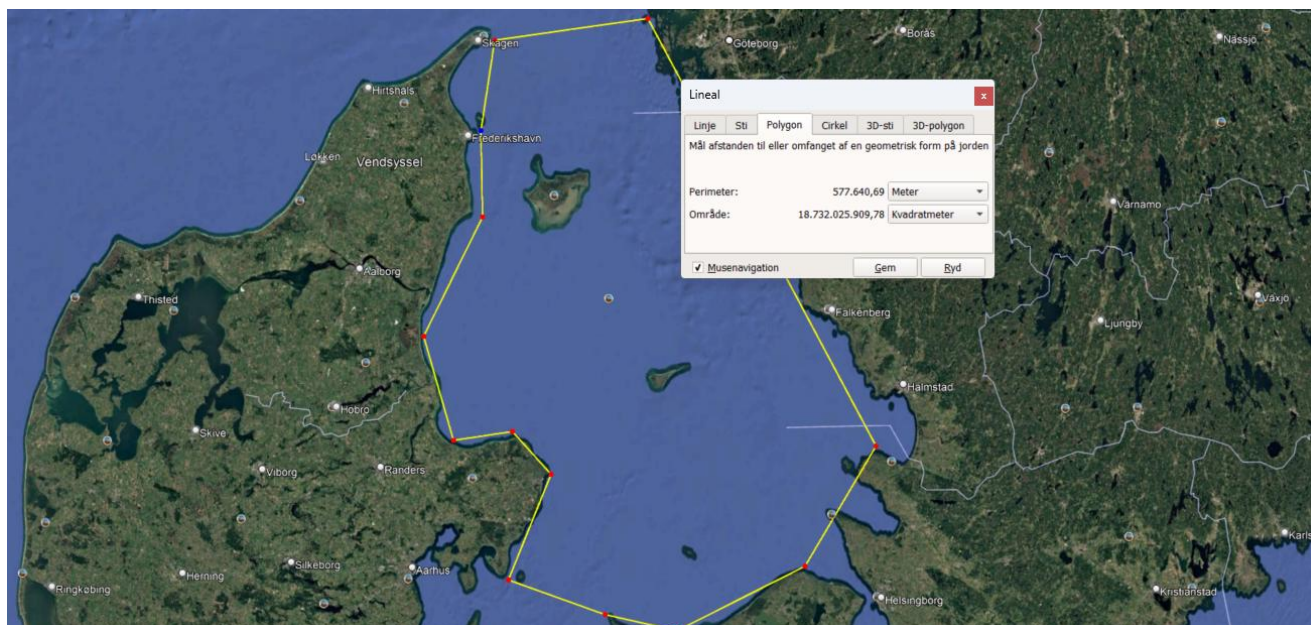 Skagen
Göteborg
Borås
Nässjö
Hirtshals
Lineal
x
Linje Sti Polygon Cirkel 3D-sti 3D-polygon
Mål afstanden til eller omfanget af en geometrisk form på jorden
Perimeter: 577.640,69 Meter
Område: 18.732.025.909,78 Kvadratmeter
Musenavigation Gem Ryd
Frederikshavn
Løkken
Vendsyssel
Värnamo
Aalborg
Thisted
Växjö
Falkenberg
Ljungby
Halmstad
Hobro
Skive
Viborg
Randers
Karls
Silkeborg
Aarhus
Herning
Ringkøbing
Helsingborg
Kristianstad